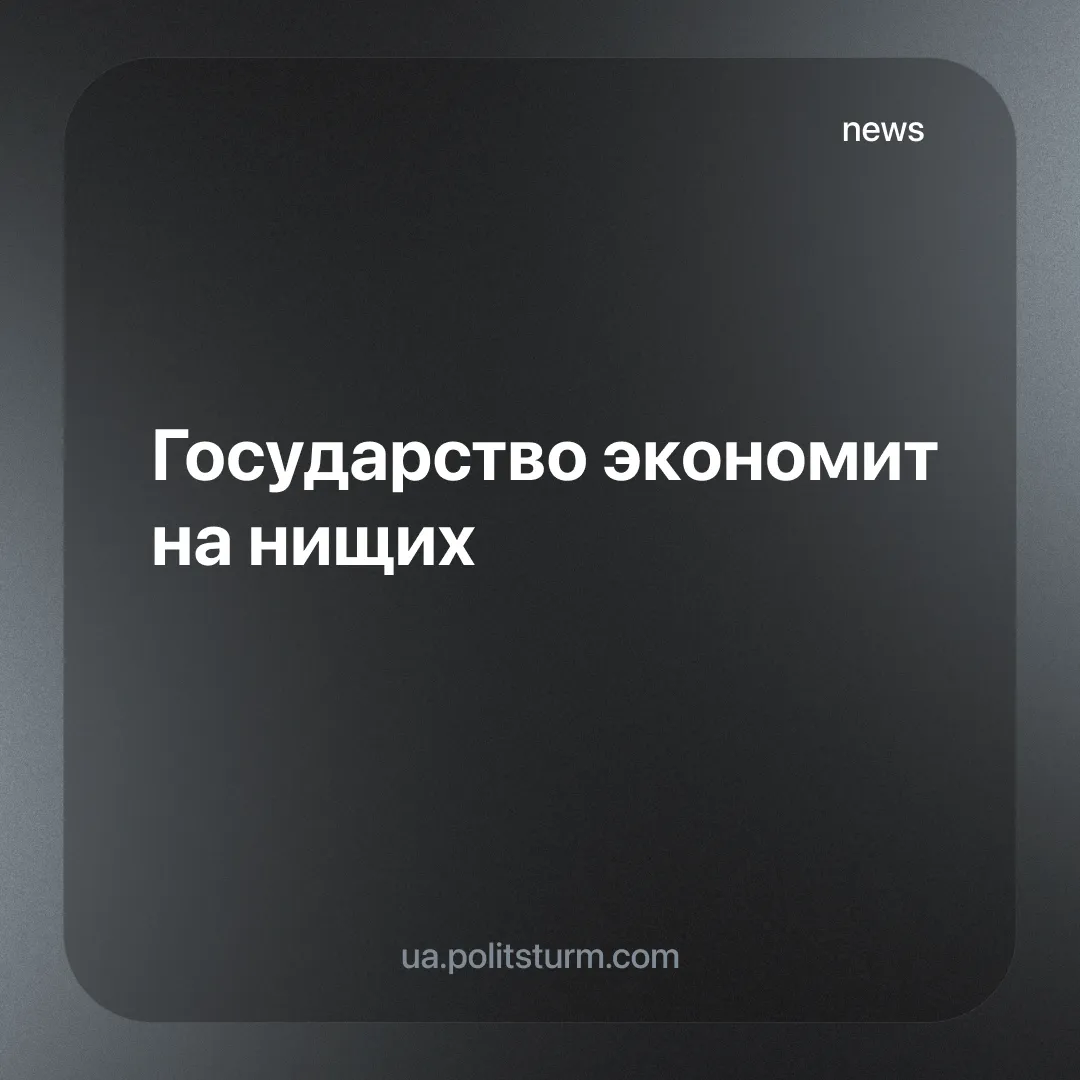 news
Государство экономит
на нищих
ua.politsturm.com